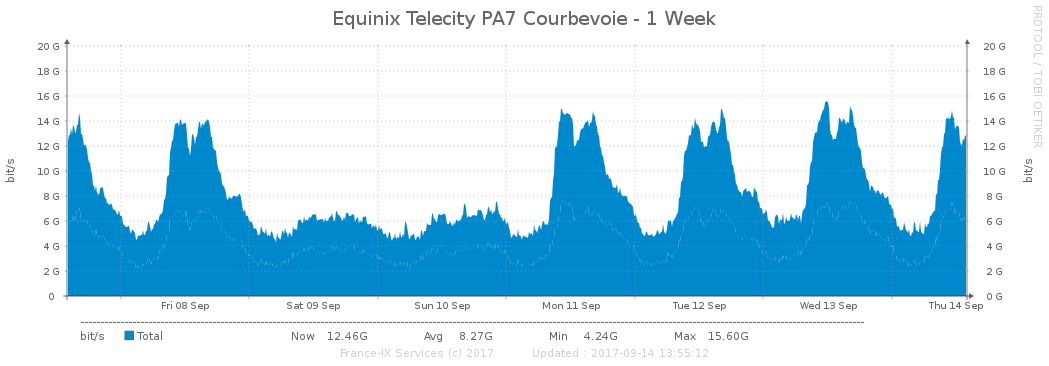 Equinix Telecity PA7 Courbevoie - 1 Week
RRDTOOL / TOBI OETIKER
20 G 20 G
18 G 18 G
16 G 16 G
14 G 14 G
12 G 12 G
10 G 10 G
8 G 8 G
6 G 6 G
4 G 4 G
2 G 2 G
0 0 G
bit/s bit/s
Fri 08 Sep Sat 09 Sep Sun 10 Sep Mon 11 Sep Tue 12 Sep Wed 13 Sep Thu 14 Sep
bit/s Total Now 12.46G Avg 8.27G Min 4.24G Max 15.60G
France-IX Services (c) 2017 Updated : 2017-09-14 13:55:12